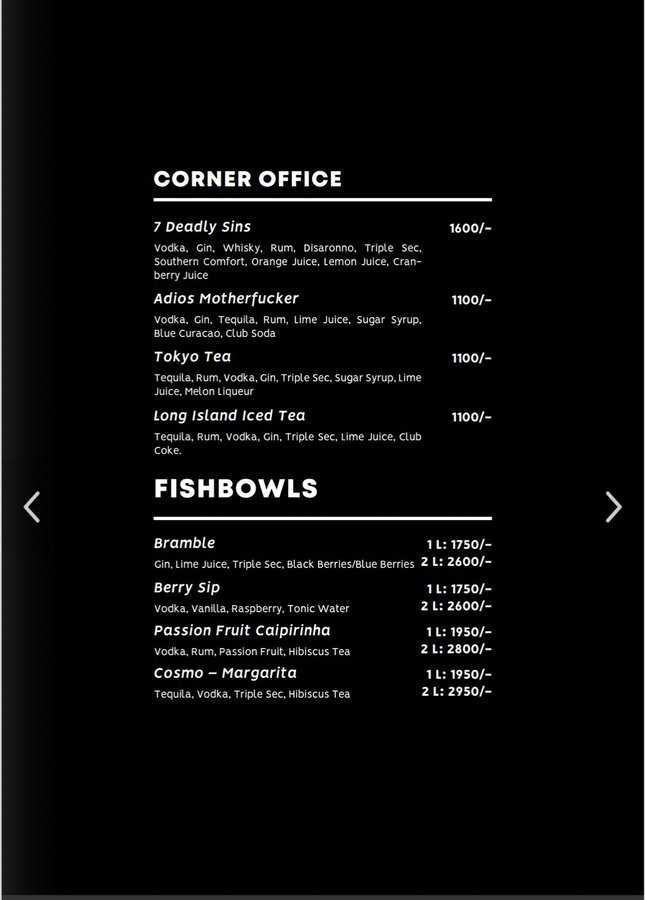 CORNER OFFICE
7 Deadly Sins 1600/-
Vodka, Gin, Whisky, Rum, Disaronno, Triple Sec,
Southern Comfort, Orange Juice, Lemon Juice, Cran-
berry Juice
Adios Motherfucker 1100/-
Vodka, Gin, Tequila, Rum, Lime Juice, Sugar Syrup,
Blue Curacao, Club Soda
Tokyo Tea 1100/-
Tequila, Rum, Vodka, Gin, Triple Sec, Sugar Syrup, Lime
Juice, Melon Liqueur
Long Island Iced Tea 1100/-
Tequila, Rum, Vodka, Gin, Triple Sec, Lime Juice, Club
Coke.
FISHBOWLS
Bramble 1 L: 1750/-
Gin, Lime Juice, Triple Sec, Black Berries/Blue Berries 2 L: 2600/-
Berry Sip 1 L: 1750/-
Vodka, Vanilla, Raspberry, Tonic Water 2 L: 2600/-
Passion Fruit Caipirinha 1 L: 1950/-
Vodka, Rum, Passion Fruit, Hibiscus Tea 2 L: 2800/-
Cosmo – Margarita 1 L: 1950/-
Tequila, Vodka, Triple Sec, Hibiscus Tea 2 L: 2950/-